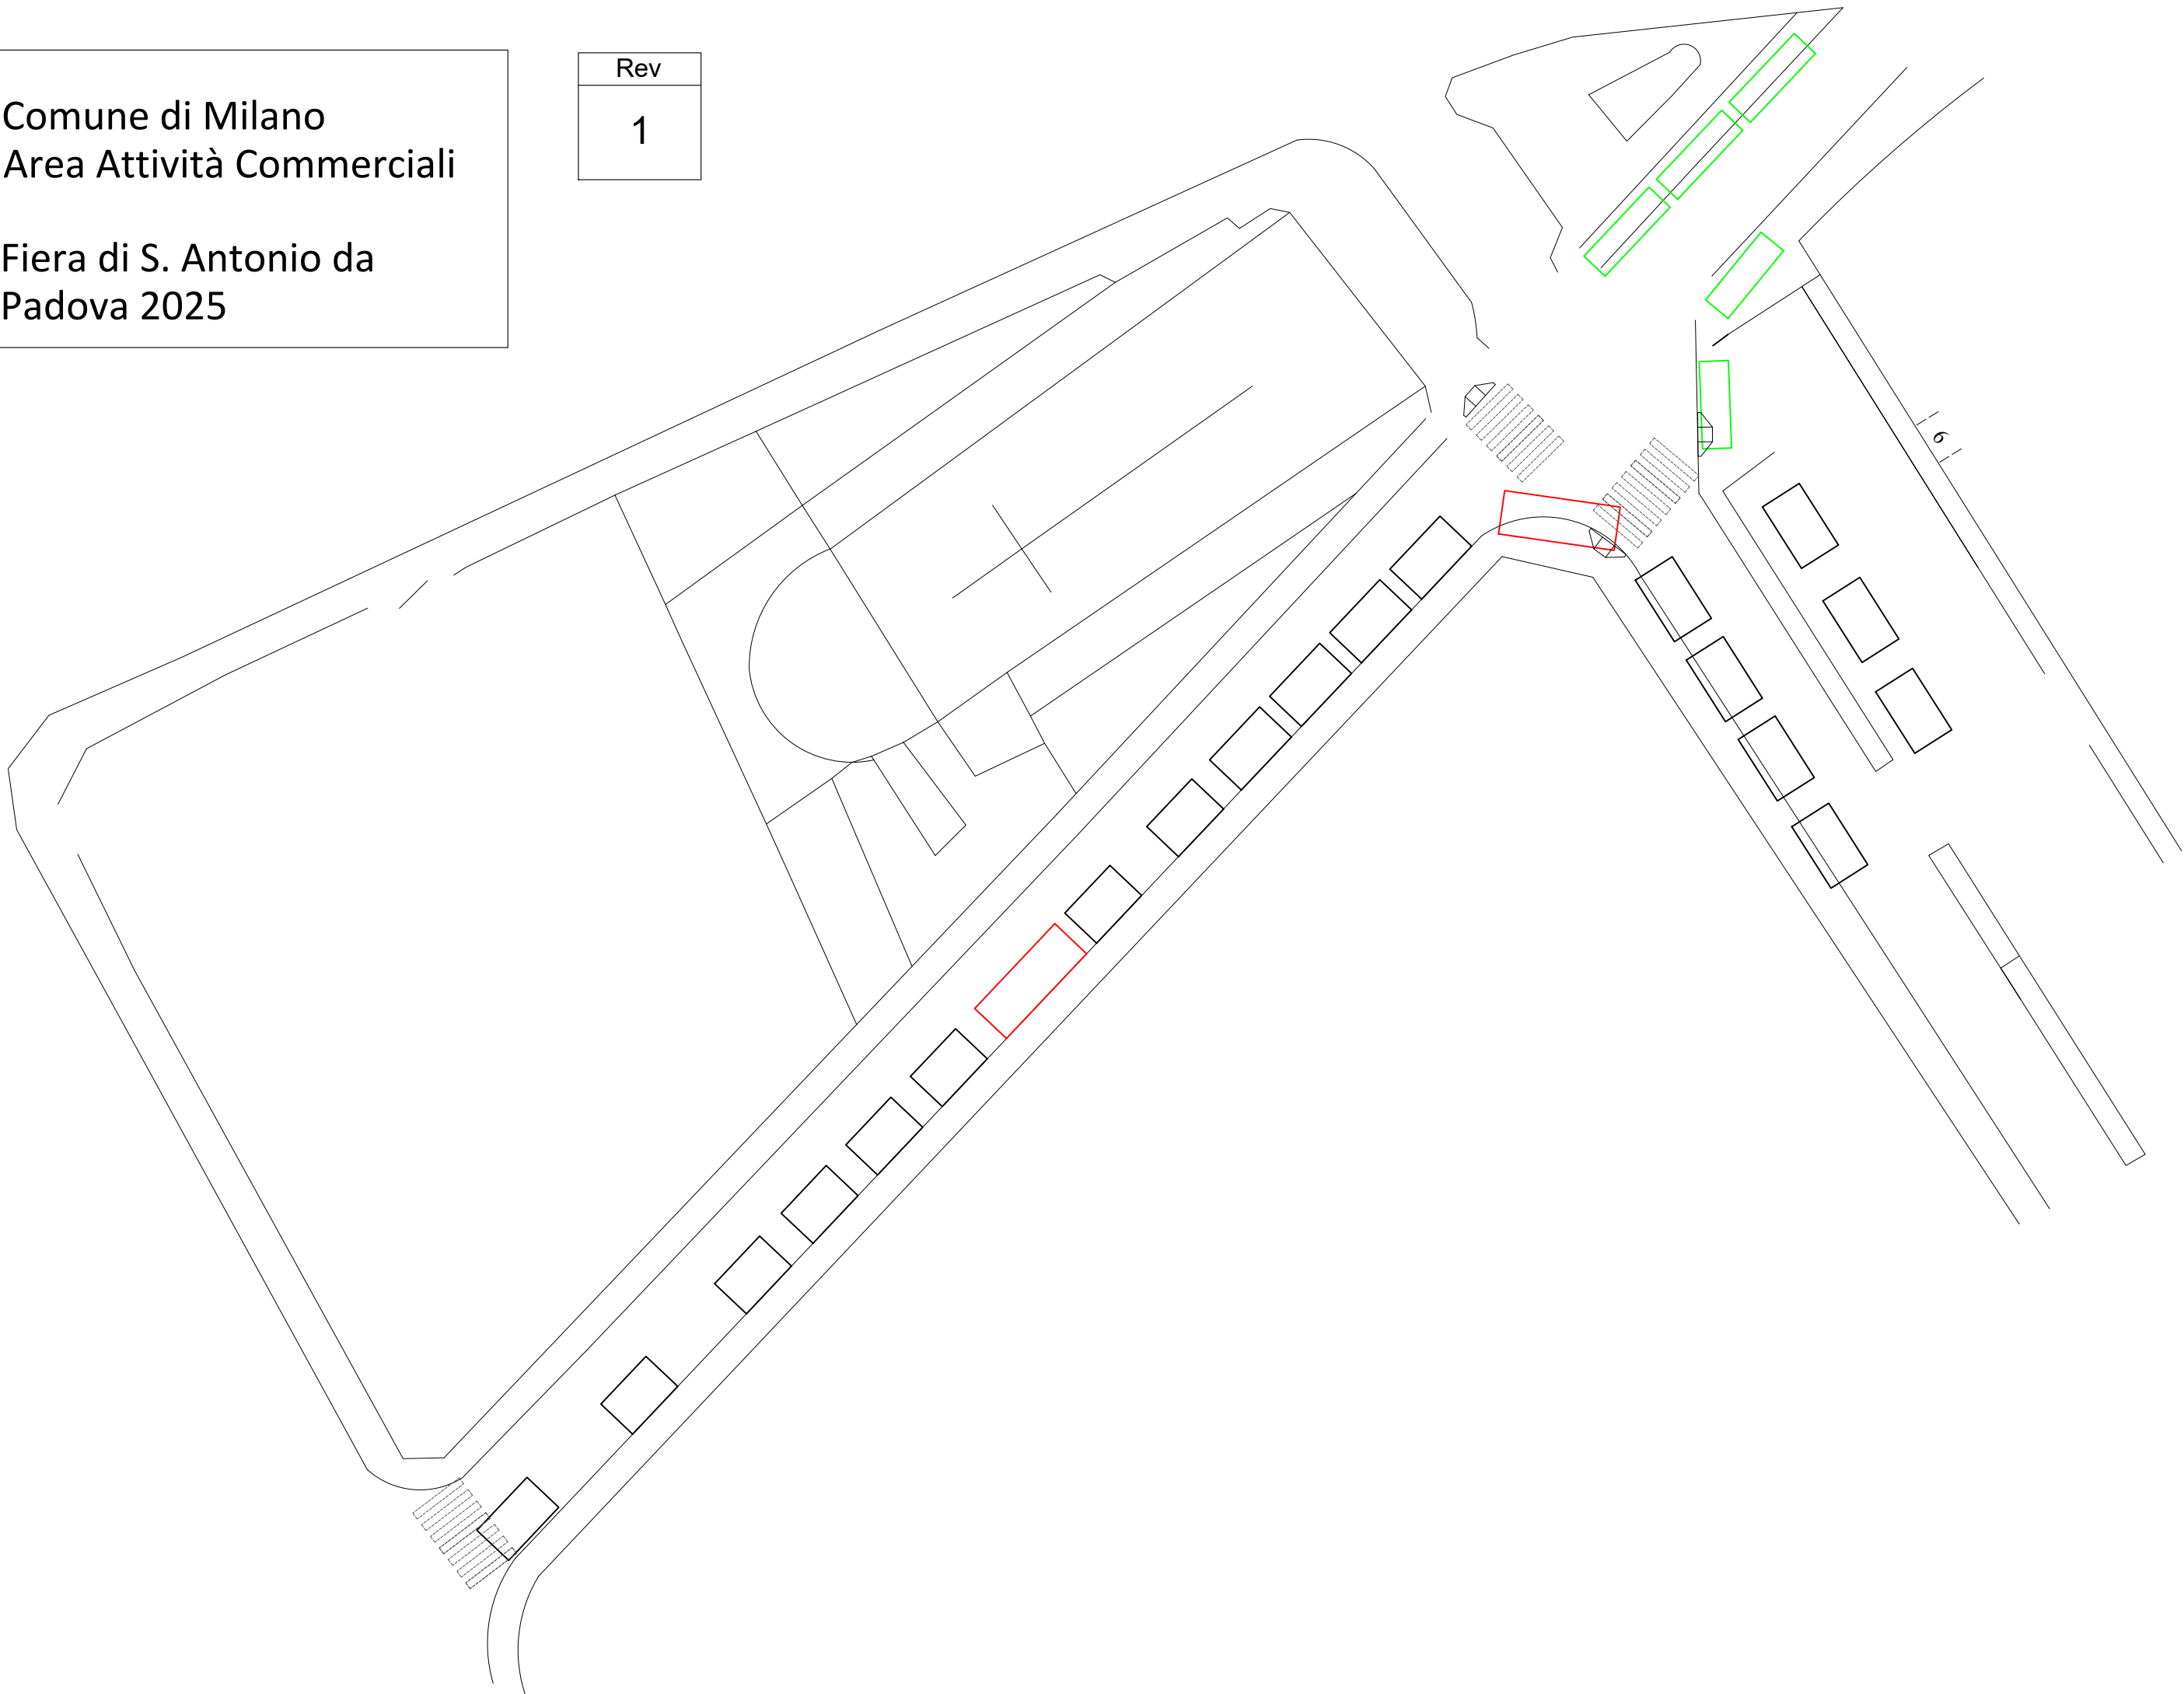 Comune di Milano
Area Attività Commerciali
Fiera di S. Antonio da
Padova 2025
Rev
1
6